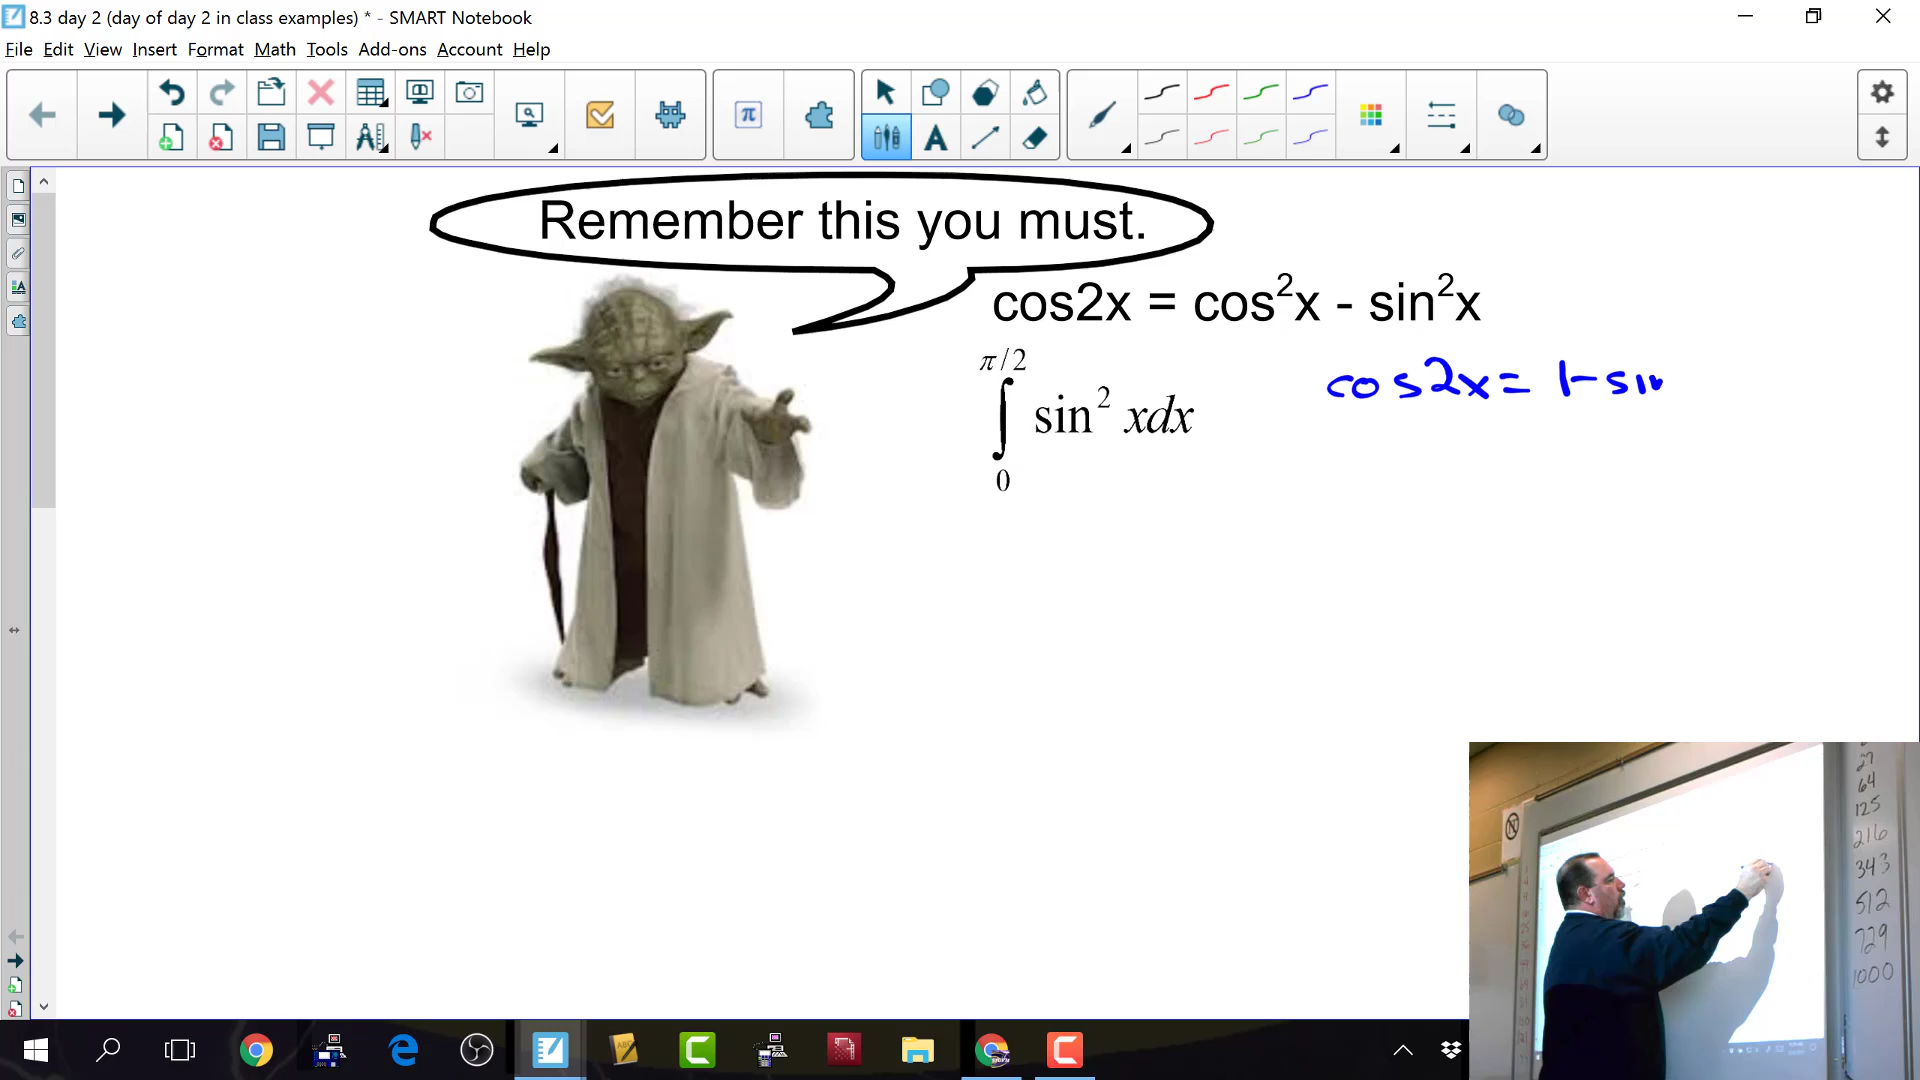 8.3 day 2 (day of day 2 in class examples) * - SMART Notebook
File Edit View Insert Format Math Tools Add-ons Account Help
π
A
Remember this you must.
cos2x = cos²x - sin²x
π/2
∫ sin² xdx
0
cos2x = 1-sin
27
64
125
216
343
512
729
1000
ABC